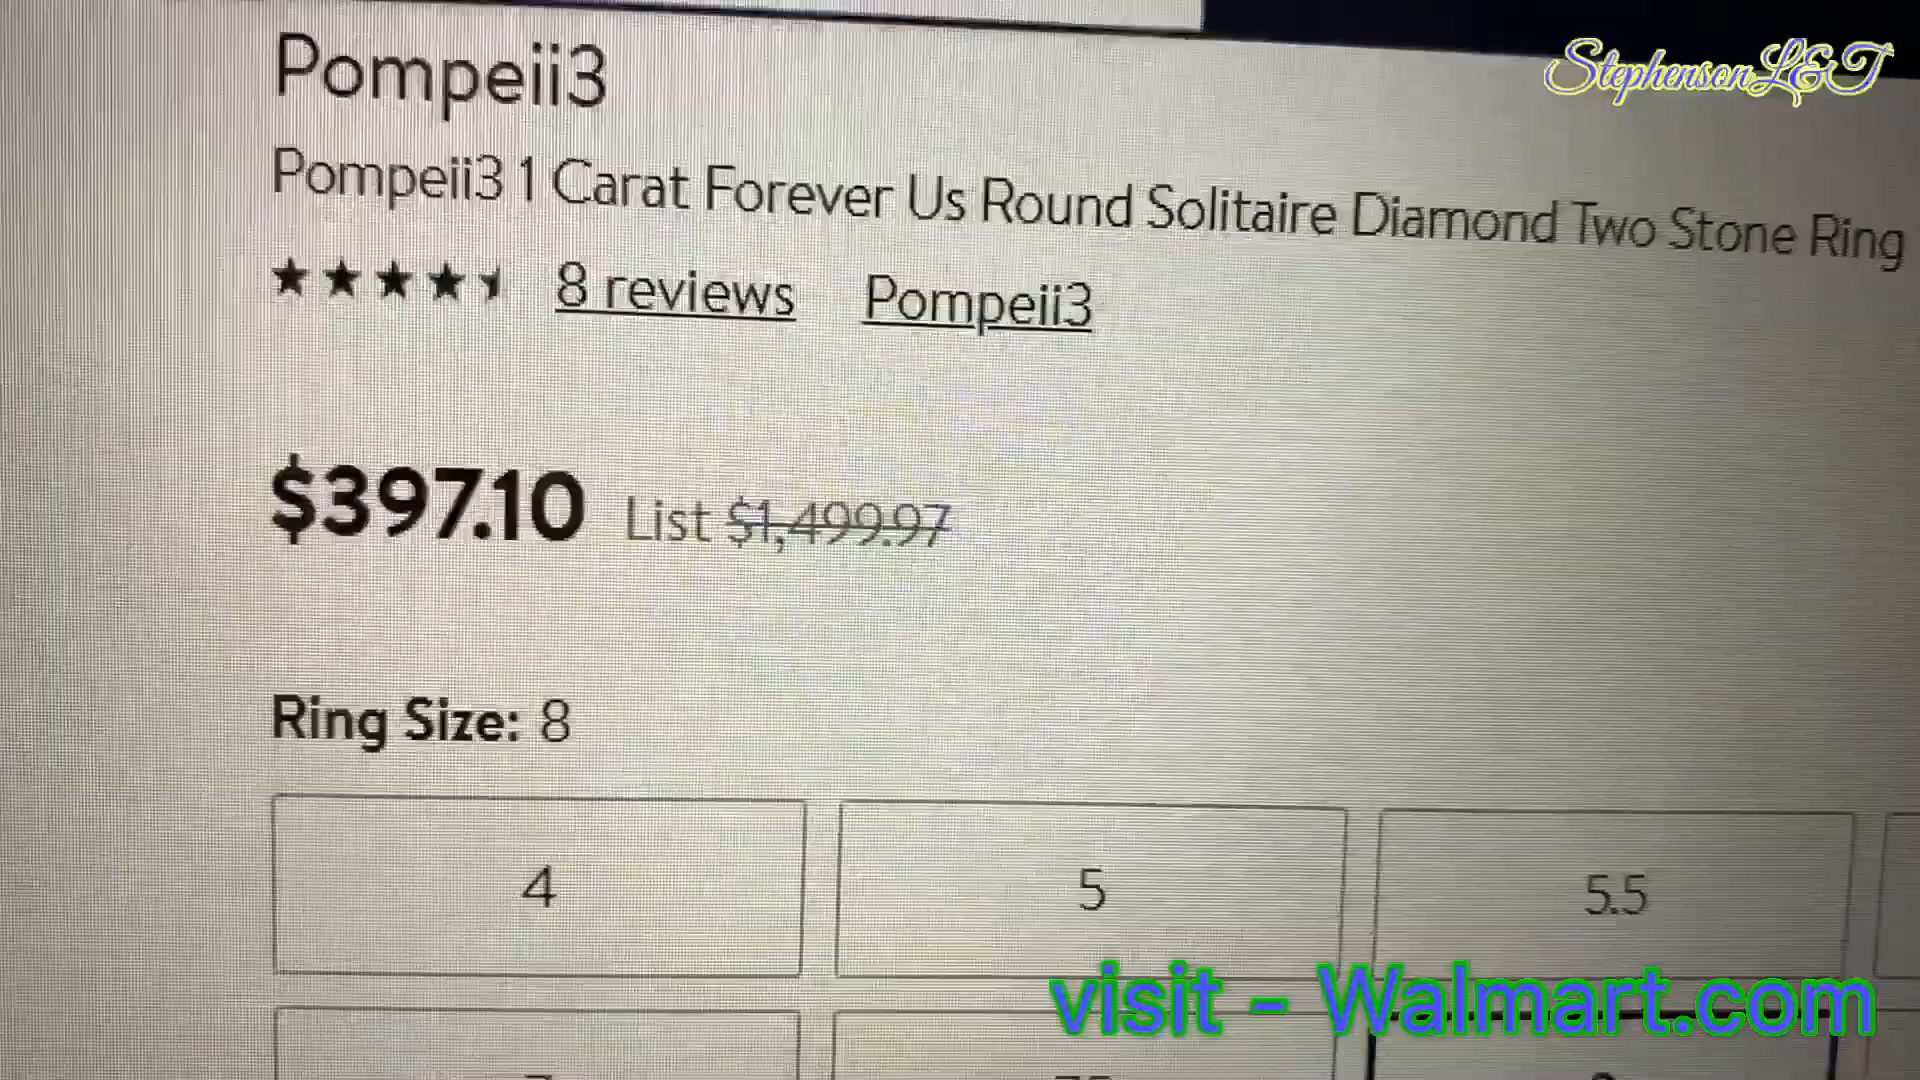 Pompeii3
StephensonL&T
Pompeii3 1 Carat Forever Us Round Solitaire Diamond Two Stone Ring
8 reviews Pompeii3
$397.10 List $1,499.97
Ring Size: 8
4 5 5.5
visit - Walmart.com